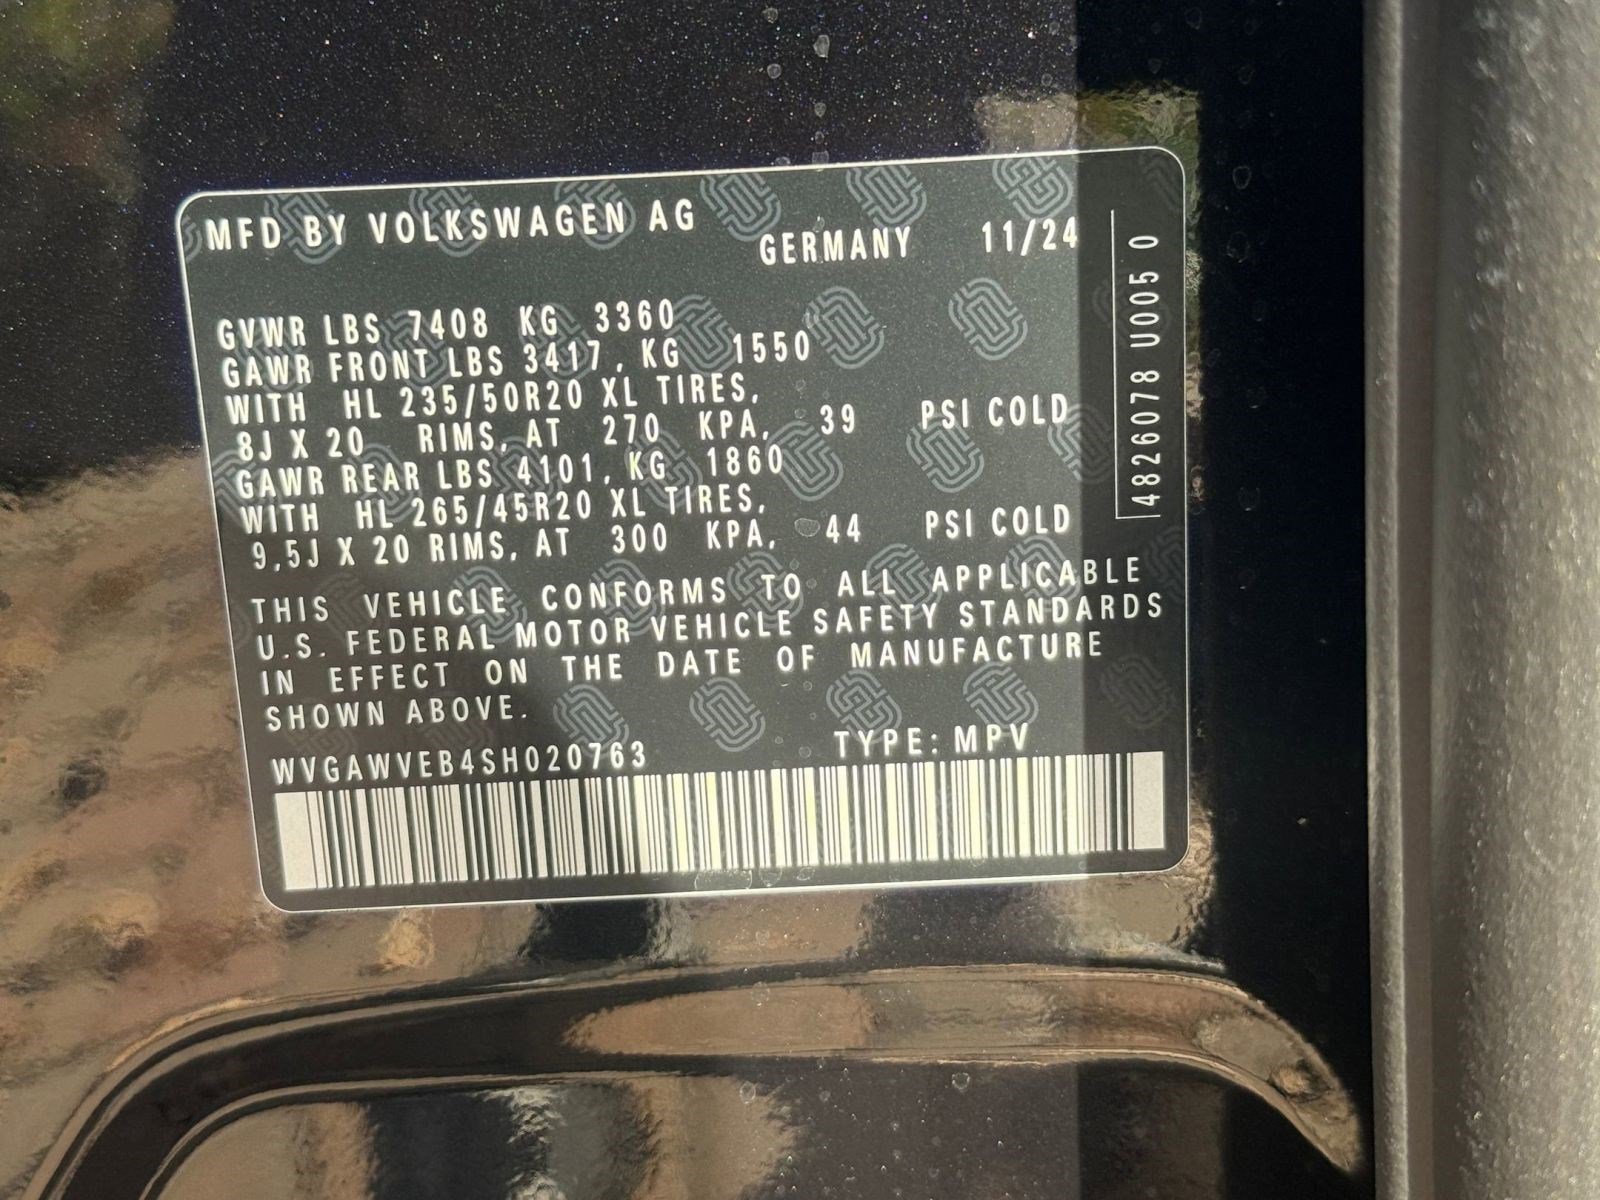 MFD BY VOLKSWAGEN AG
GERMANY 11/24
GVWR LBS 7408 KG 3360
GAWR FRONT LBS 3417, KG 1550
WITH HL 235/50R20 XL TIRES,
8J X 20 RIMS, AT 270 KPA, 39 PSI COLD
GAWR REAR LBS 4101, KG 1860
WITH HL 265/45R20 XL TIRES,
9,5J X 20 RIMS, AT 300 KPA, 44 PSI COLD
THIS VEHICLE CONFORMS TO ALL APPLICABLE
U.S. FEDERAL MOTOR VEHICLE SAFETY STANDARDS
IN EFFECT ON THE DATE OF MANUFACTURE
SHOWN ABOVE.
WVGAWVEB4SH020763 TYPE: MPV
4826078 U005 0